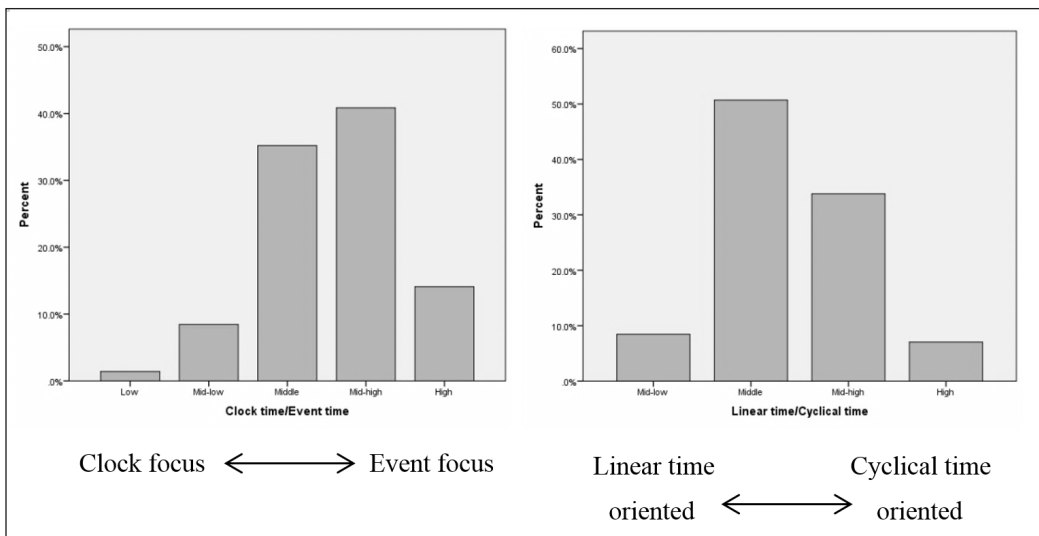 50.0%
40.0%
30.0%
20.0%
10.0%
.0%
Percent
Low Mid-low Middle Mid-high High
Clock time/Event time
Clock focus Event focus
60.0%
50.0%
40.0%
30.0%
20.0%
10.0%
.0%
Percent
Mid-low Middle Mid-high High
Linear time/Cyclical time
Linear time Cyclical time
oriented oriented